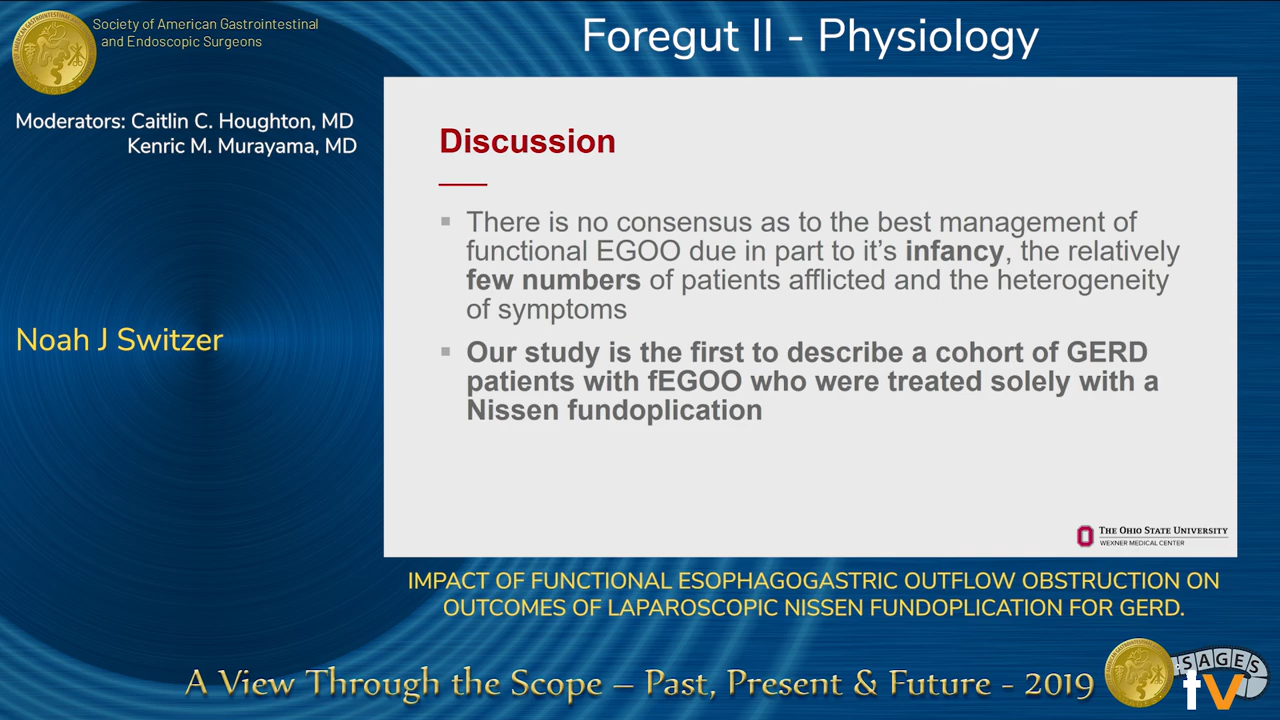 Society of American Gastrointestinal
and Endoscopic Surgeons
Foregut II - Physiology
Moderators: Caitlin C. Houghton, MD
Kenric M. Murayama, MD
Noah J Switzer
Discussion
▪ There is no consensus as to the best management of
functional EGOO due in part to it’s infancy, the relatively
few numbers of patients afflicted and the heterogeneity
of symptoms
▪ Our study is the first to describe a cohort of GERD
patients with fEGOO who were treated solely with a
Nissen fundoplication
THE OHIO STATE UNIVERSITY
WEXNER MEDICAL CENTER
IMPACT OF FUNCTIONAL ESOPHAGOGASTRIC OUTFLOW OBSTRUCTION ON
OUTCOMES OF LAPAROSCOPIC NISSEN FUNDOPLICATION FOR GERD.
A View Through the Scope – Past, Present & Future - 2019
SAGES
tv